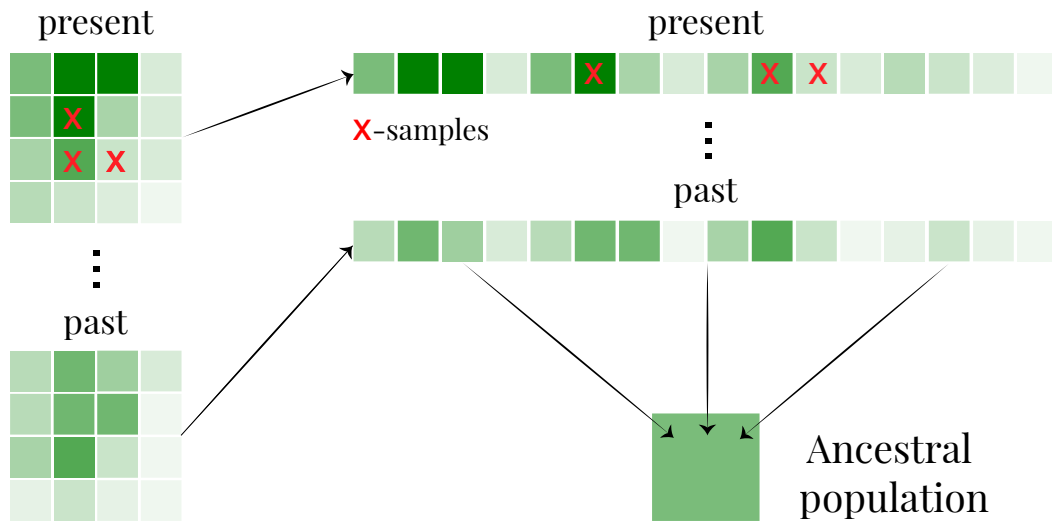 present
X
X X
past
present
X X X
X-samples
past
Ancestral
population